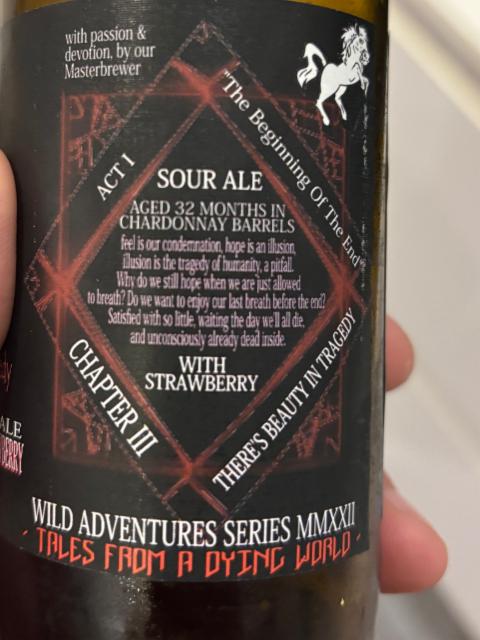 with passion &
devotion, by our
Masterbrewer
ACT I
"The Beginning Of The End"
SOUR ALE
AGED 32 MONTHS IN
CHARDONNAY BARRELS
feel is our condemnation, hope is an illusion,
illusion is the tragedy of humanity, a pitfall.
Why do we still hope when we are just allowed
to breath? Do we want to enjoy our last breath before the end?
Satisfied with so little, waiting the day we'll all die,
and unconsciously already dead inside.
WITH
STRAWBERRY
CHAPTER III
THERE'S BEAUTY IN TRAGEDY
ALE
WILD ADVENTURES SERIES MMXXII
- TALES FROM A DYING WORLD -